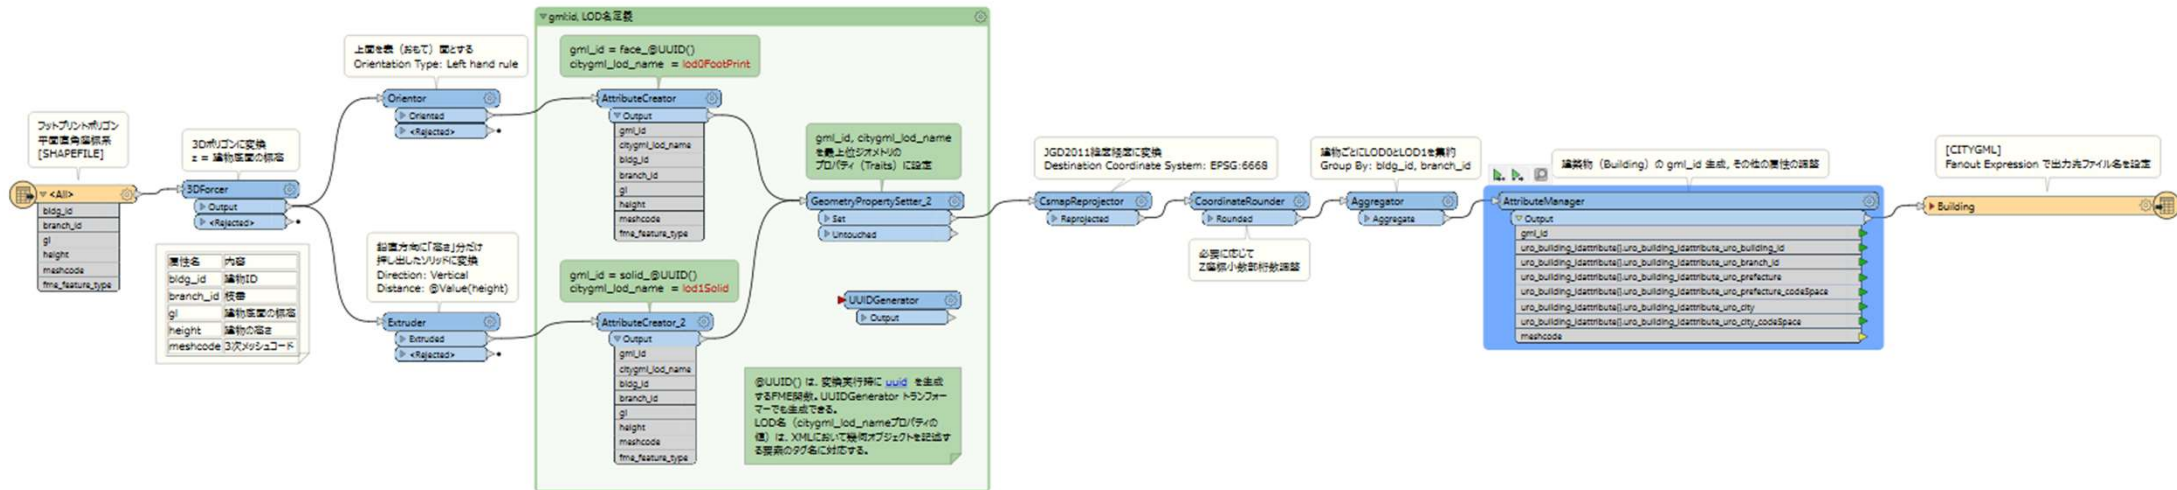 フットプリントポリゴン
平面直角座標系
[SHAPEFILE]
<All>
bldg_id
branch_id
gl
height
meshcode
fme_feature_type
3Dポリゴンに変換
z = 建物底面の標高
3DForcer
Output
<Rejected>
属性名 内容
bldg_id 建物ID
branch_id 枝番
gl 建物底面の標高
height 建物の高さ
meshcode 3次メッシュコード
上面を表（おもて）面とする
Orientation Type: Left hand rule
Orientor
Oriented
<Rejected>
鉛直方向に「高さ」分だけ
押し出したソリッドに変換
Direction: Vertical
Distance: @Value(height)
Extruder
Extruded
<Rejected>
gml:id, LOD名定義
gml_id = face_@UUID()
citygml_lod_name = lod0FootPrint
AttributeCreator
Output
gml_id
citygml_lod_name
bldg_id
branch_id
gl
height
meshcode
fme_feature_type
gml_id = solid_@UUID()
citygml_lod_name = lod1Solid
AttributeCreator_2
Output
gml_id
citygml_lod_name
bldg_id
branch_id
gl
height
meshcode
fme_feature_type
gml_id, citygml_lod_name
を最上位ジオメトリの
プロパティ（Traits）に設定
GeometryPropertySetter_2
Set
Untouched
UUIDGenerator
Output
@UUID() は、変換実行時に uuid を生成
するFME関数。UUIDGenerator トランスフォー
マーでも生成できる。
LOD名（citygml_lod_nameプロパティの
値）は、XMLにおいて幾何オブジェクトを記述す
る要素のタグ名に対応する。
JGD2011緯度経度に変換
Destination Coordinate System: EPSG:6668
CsmapReprojector
Reprojected
CoordinateRounder
Rounded
必要に応じて
Z座標小数部桁数調整
建物ごとにLOD0とLOD1を集約
Group By: bldg_id, branch_id
Aggregator
Aggregate
建築物（Building）の gml_id 生成, その他の属性の調整
AttributeManager
Output
gml_id
uro_building_idattribute{}.uro_building_idattribute_uro_building_id
uro_building_idattribute{}.uro_building_idattribute_uro_branch_id
uro_building_idattribute{}.uro_building_idattribute_uro_prefecture
uro_building_idattribute{}.uro_building_idattribute_uro_prefecture_codeSpace
uro_building_idattribute{}.uro_building_idattribute_uro_city
uro_building_idattribute{}.uro_building_idattribute_uro_city_codeSpace
meshcode
[CITYGML]
Fanout Expression で出力先ファイル名を設定
Building